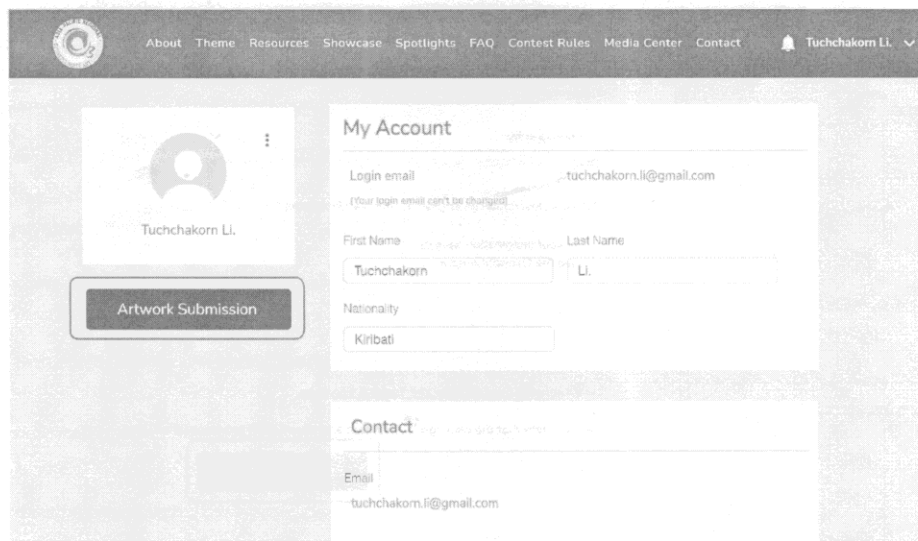 About Theme Resources Showcase Spotlights FAQ Contest Rules Media Center Contact Tuchchakorn Li.
Tuchchakorn Li.
Artwork Submission
My Account
Login email tuchchakorn.li@gmail.com
(Your login email can't be changed)
First Name Last Name
Tuchchakorn Li.
Nationality
Kiribati
Contact
Email
tuchchakorn.li@gmail.com